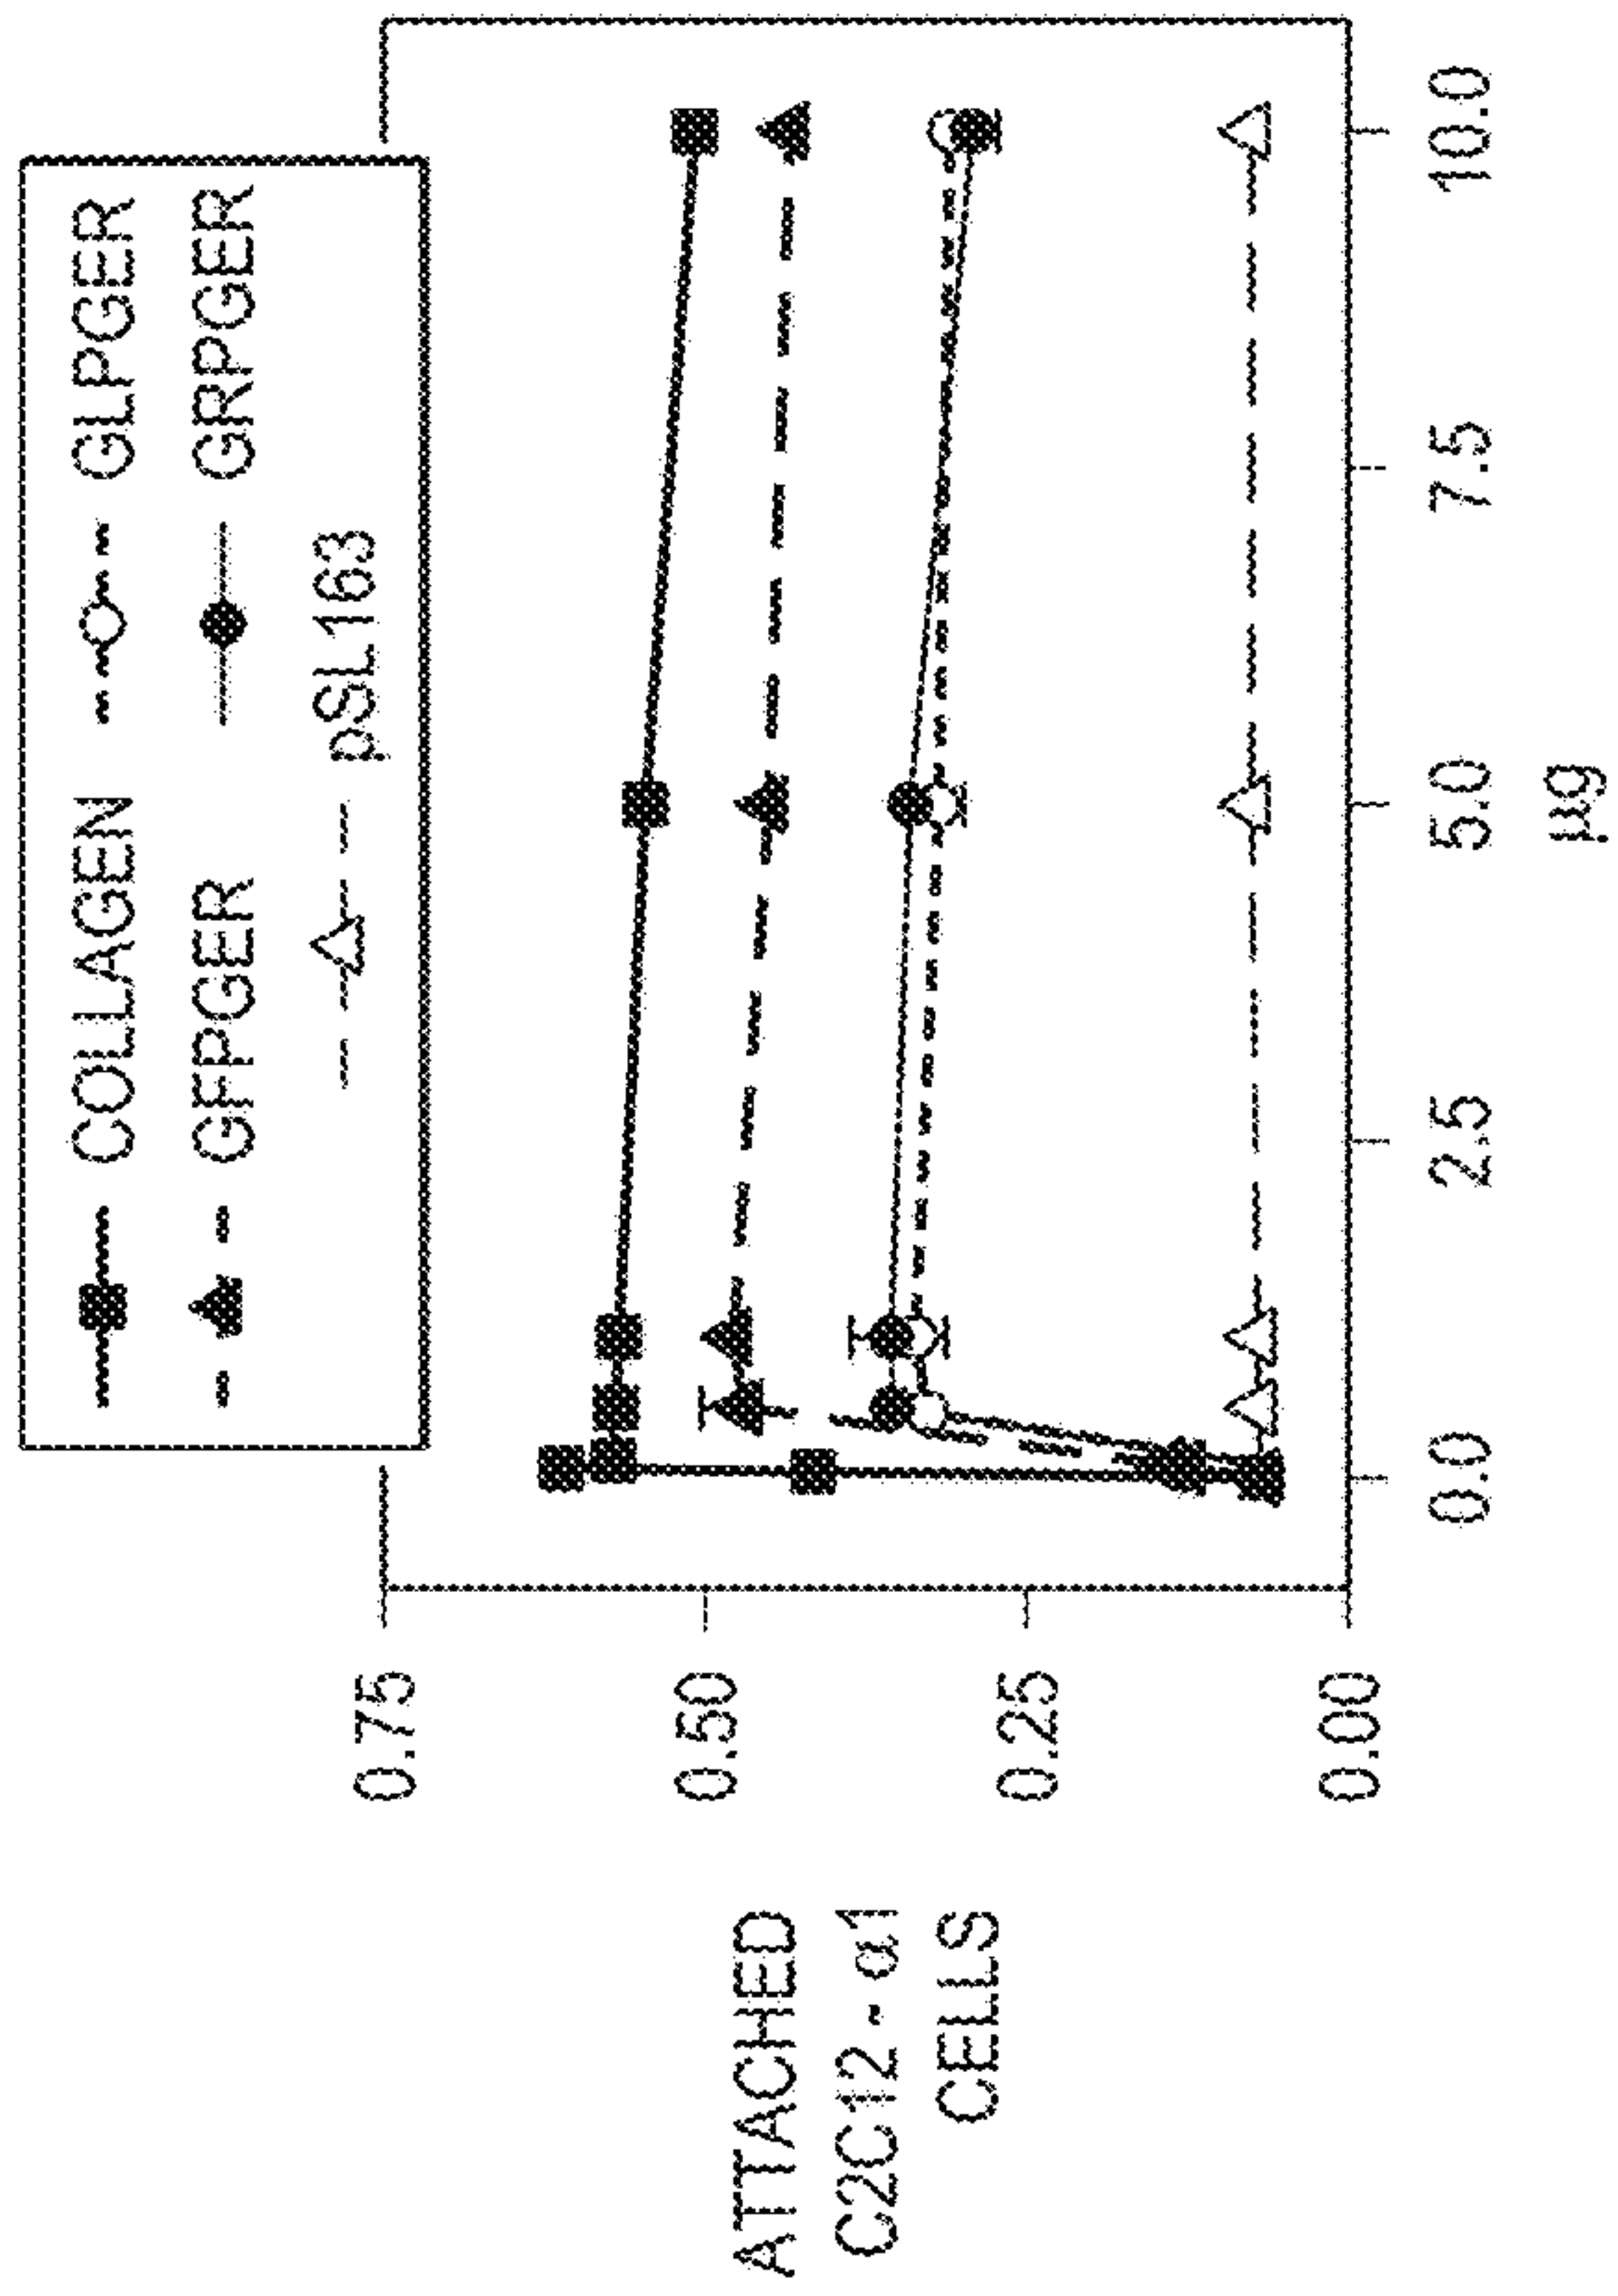 COLLAGEN GLPGER
GFPGER GRPGER
pSL163
ATTACHED
C2C12 - α1
CELLS
0.75
0.50
0.25
0.00
0.0 2.5 5.0 7.5 10.0
µg